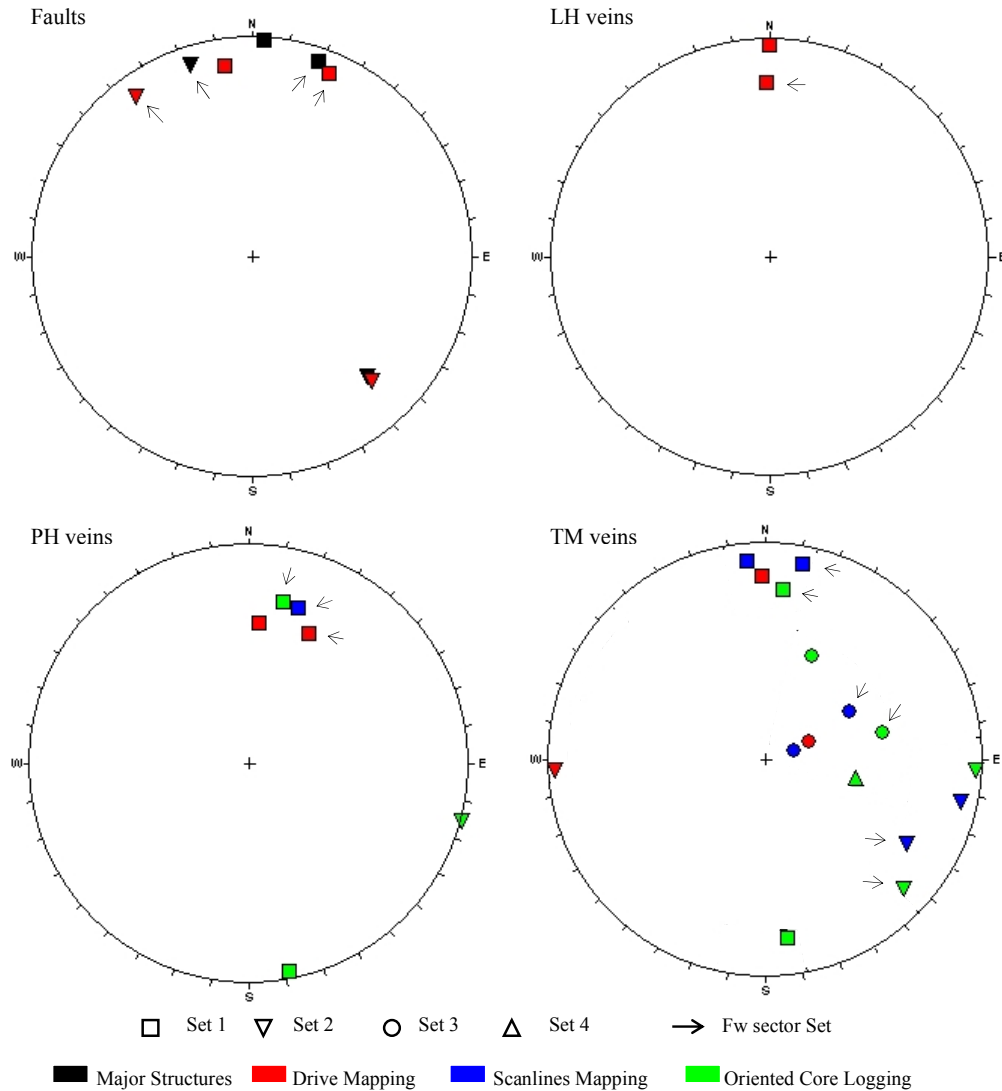 Faults
LH veins
N
N
W
E
W
E
S
S
PH veins
TM veins
N
N
W
E
W
E
S
S
Set 1
Set 2
Set 3
Set 4
Fw sector Set
Major Structures
Drive Mapping
Scanlines Mapping
Oriented Core Logging